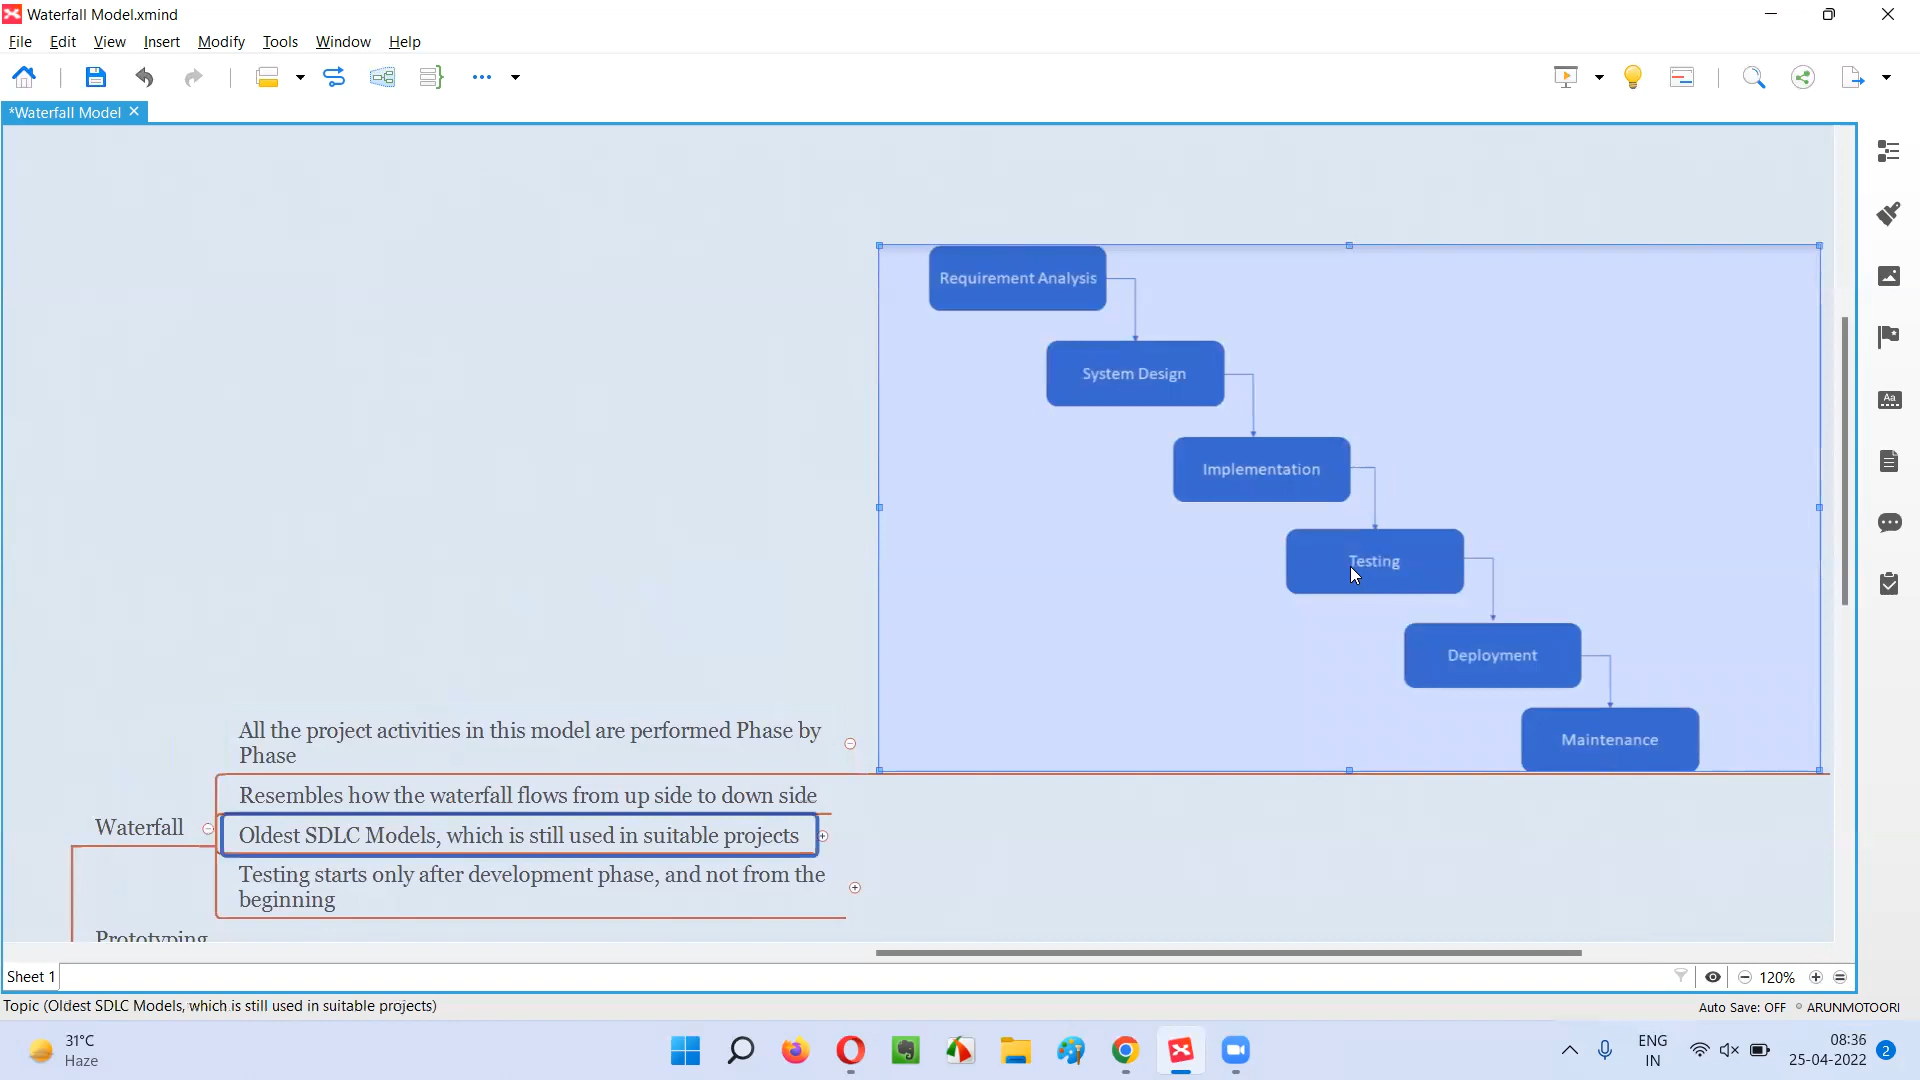 Waterfall Model.xmind
File Edit View Insert Modify Tools Window Help
*Waterfall Model
Requirement Analysis
System Design
Implementation
Testing
Deployment
Maintenance
All the project activities in this model are performed Phase by
Phase
Resembles how the waterfall flows from up side to down side
Waterfall
Oldest SDLC Models, which is still used in suitable projects
Testing starts only after development phase, and not from the
beginning
Prototyping
Sheet 1
120%
Topic (Oldest SDLC Models, which is still used in suitable projects)
Auto Save: OFF
ARUNMOTOORI
31°C
Haze
ENG
IN
08:36
25-04-2022
2